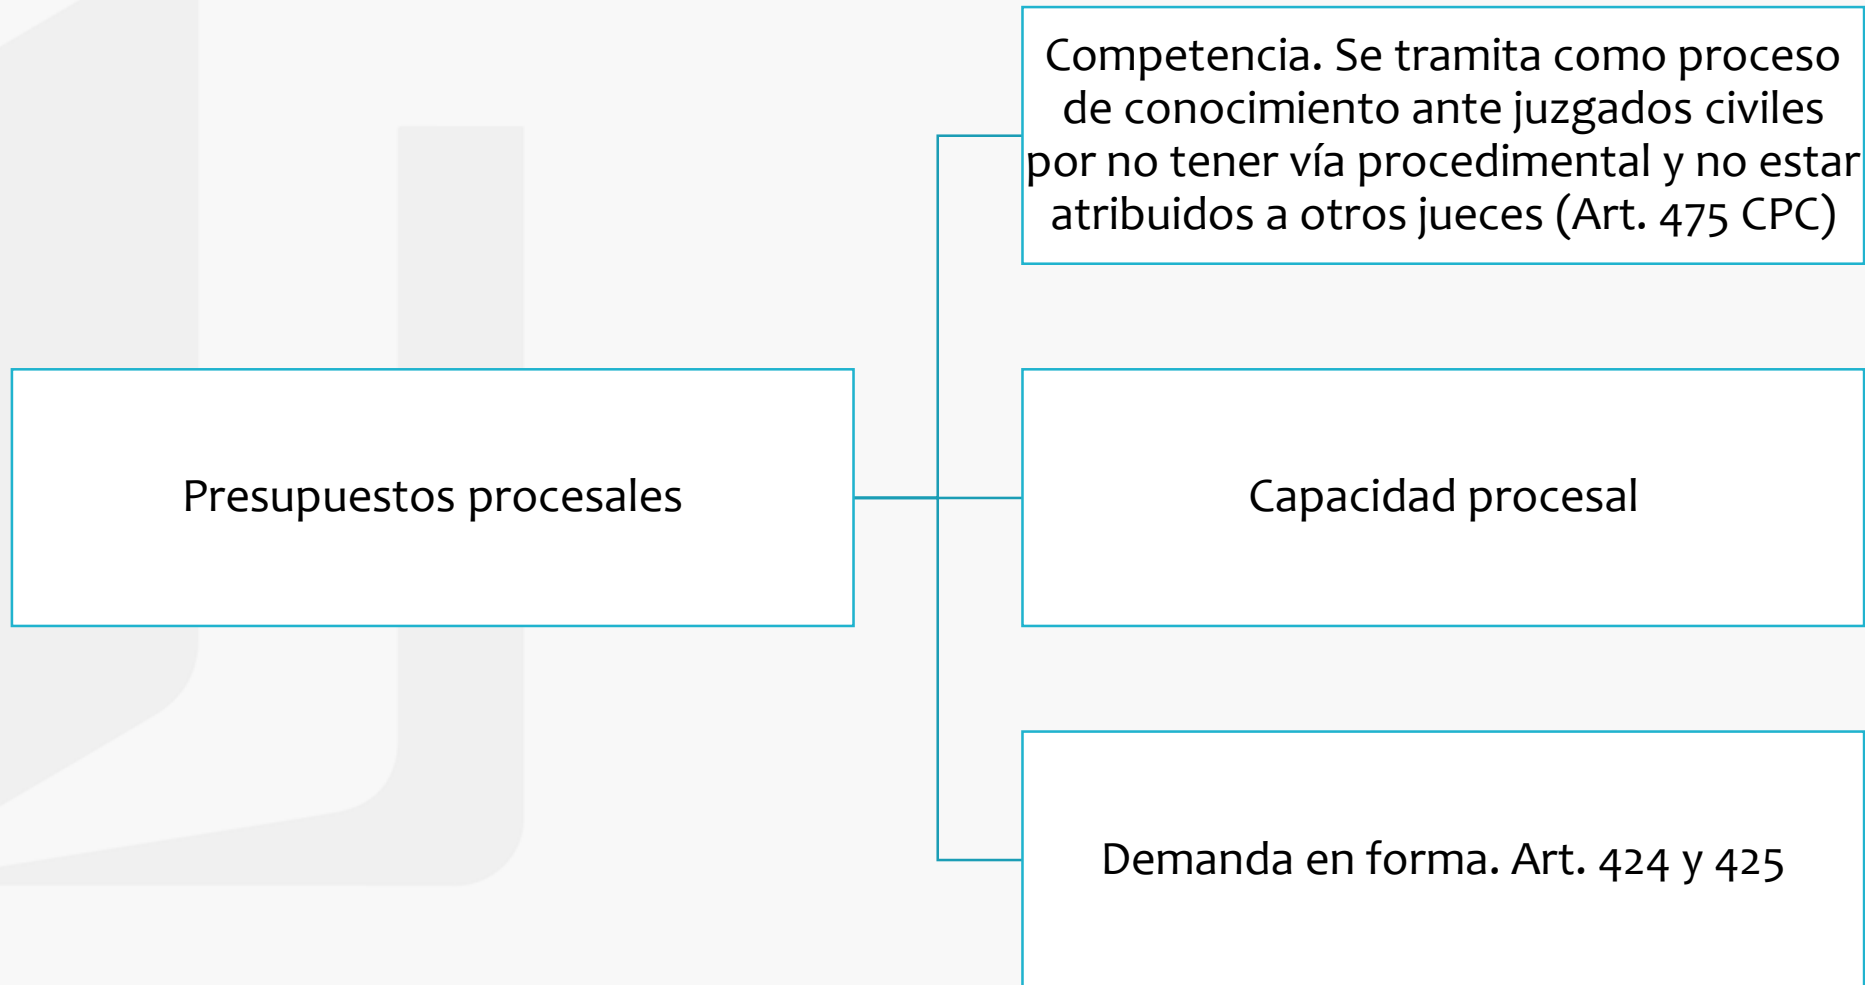 Competencia. Se tramita como proceso
de conocimiento ante juzgados civiles
por no tener vía procedimental y no estar
atribuidos a otros jueces (Art. 475 CPC)
Presupuestos procesales
Capacidad procesal
Demanda en forma. Art. 424 y 425